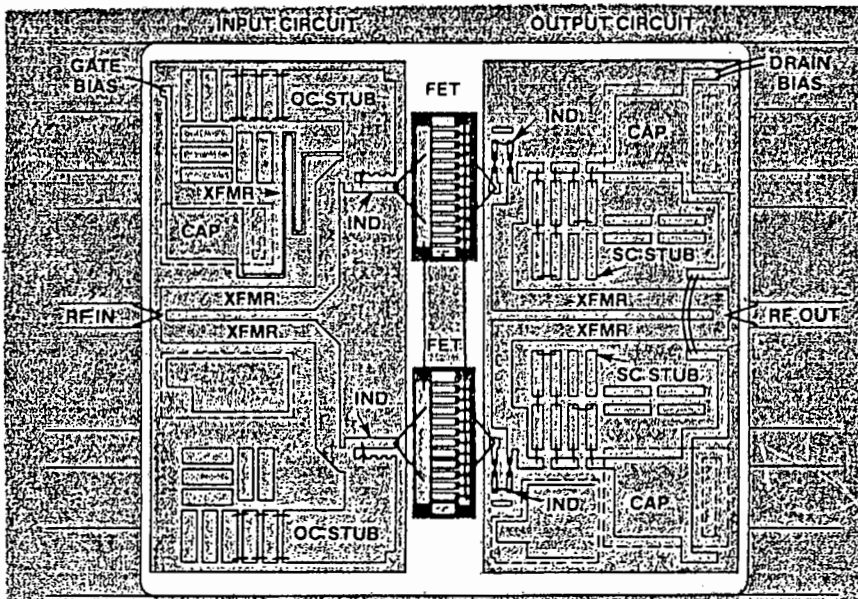 INPUT CIRCUIT
OUTPUT CIRCUIT
GATE
BIAS
OC STUB
FET
IND
CAP
DRAIN
BIAS
XFMR
CAP
IND
SC STUB
XFMR
XFMR
RF IN
RF OUT
XFMR
FET
XFMR
SC STUB
IND
CAP
IND
OC STUB